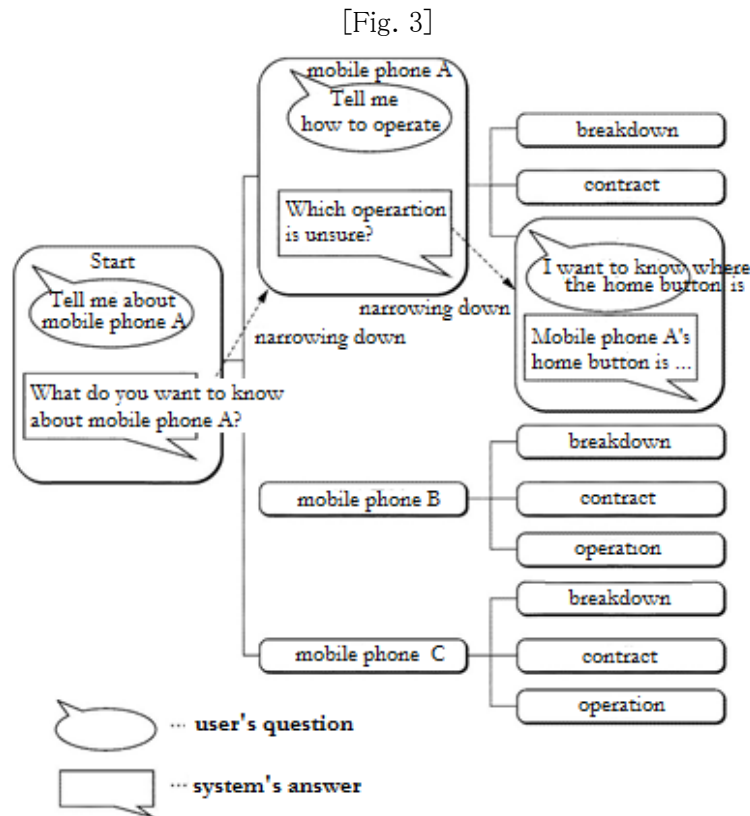 [Fig. 3]
mobile phone A
Tell me
how to operate
Which operartion
is unsure?
breakdown
contract
Start
Tell me about
mobile phone A
What do you want to know
about mobile phone A?
narrowing down
narrowing down
I want to know where
the home button is
Mobile phone A's
home button is ...
mobile phone B
breakdown
contract
operation
mobile phone C
breakdown
contract
operation
... user's question
... system's answer